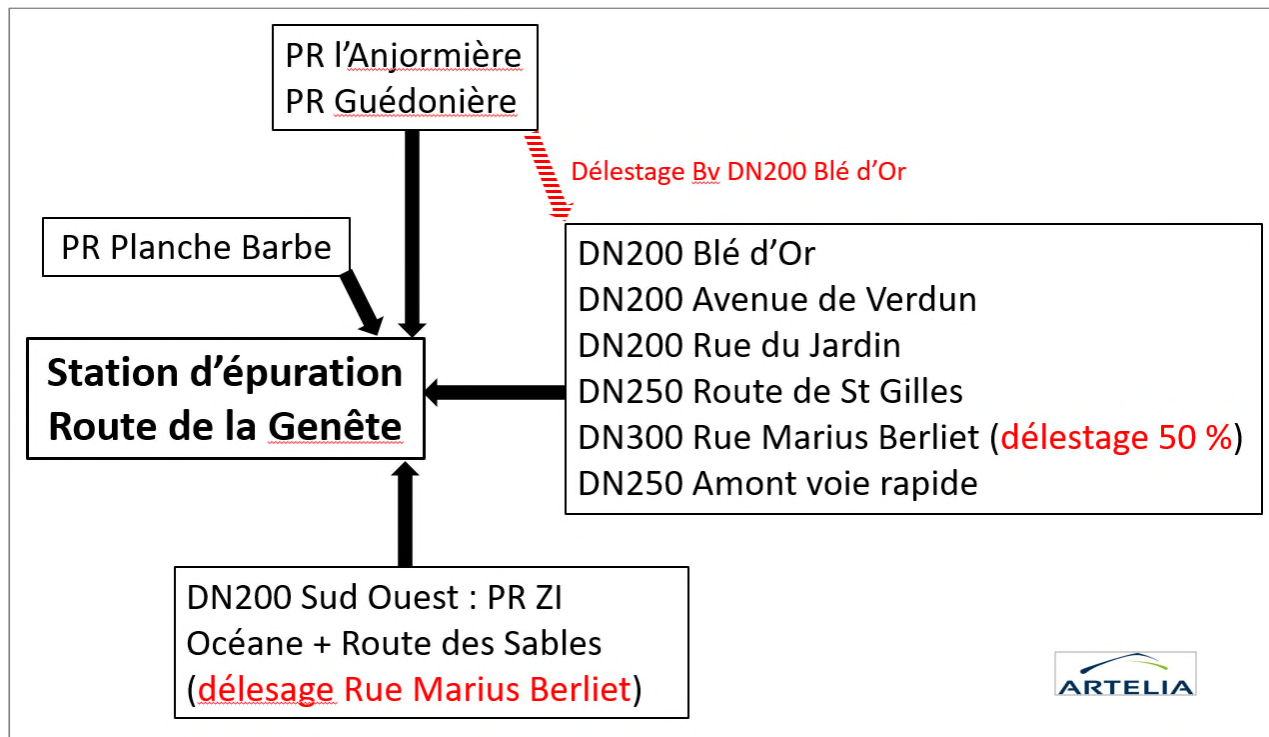 PR l’Anjormière
PR Guédonière
Délestage Bv DN200 Blé d’Or
PR Planche Barbe
DN200 Blé d’Or
DN200 Avenue de Verdun
DN200 Rue du Jardin
DN250 Route de St Gilles
DN300 Rue Marius Berliet (délestage 50 %)
DN250 Amont voie rapide
Station d’épuration
Route de la Genête
DN200 Sud Ouest : PR ZI
Océane + Route des Sables
(délesage Rue Marius Berliet)
ARTELIA